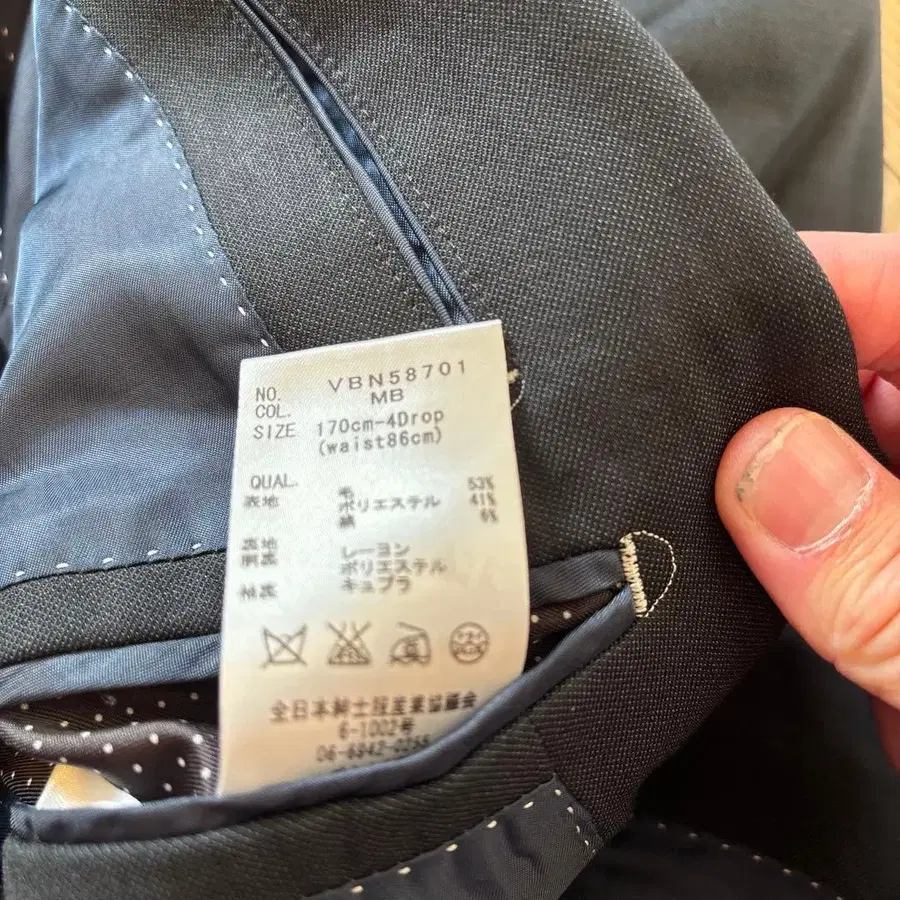 NO. VBN58701
COL. MB
SIZE 170cm-4Drop
(waist86cm)
QUAL.
表地 毛 53%
ポリエステル 41%
絹 6%
裏地
胴裏 レーヨン
ポリエステル
袖裏 キュプラ
全日本紳士服産業協議会
6-1002号
06-6942-0255